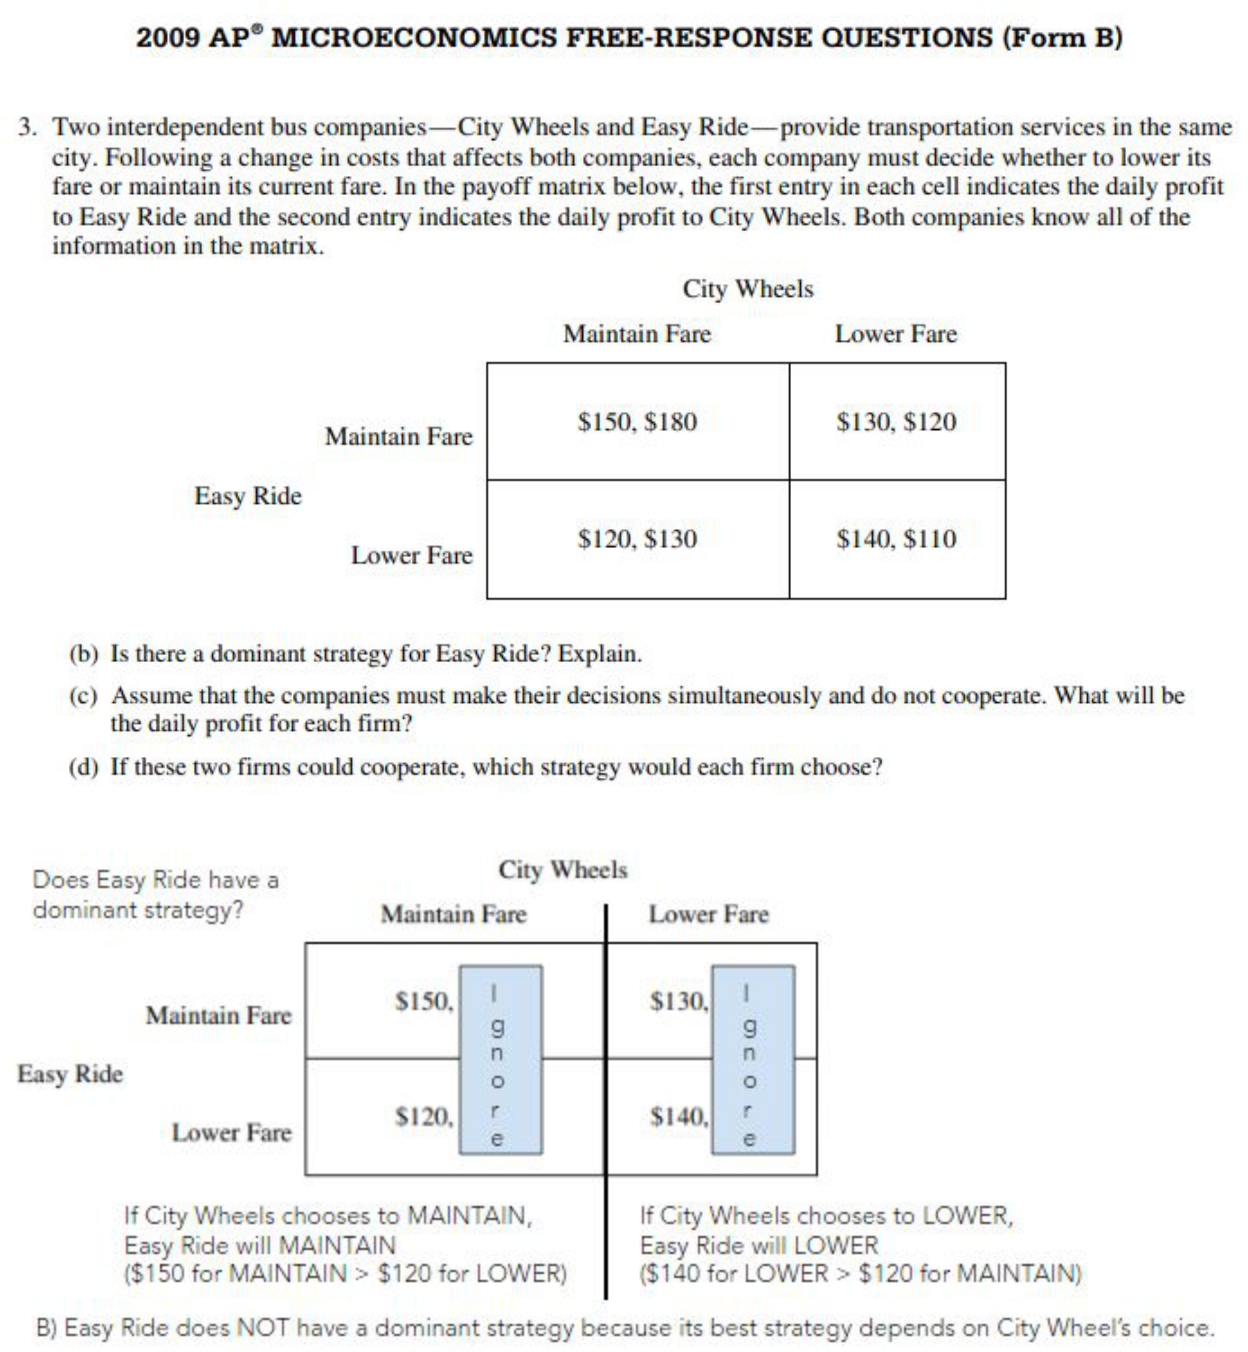 2009 AP® MICROECONOMICS FREE-RESPONSE QUESTIONS (Form B)
3. Two interdependent bus companies—City Wheels and Easy Ride—provide transportation services in the same
city. Following a change in costs that affects both companies, each company must decide whether to lower its
fare or maintain its current fare. In the payoff matrix below, the first entry in each cell indicates the daily profit
to Easy Ride and the second entry indicates the daily profit to City Wheels. Both companies know all of the
information in the matrix.
City Wheels
Maintain Fare Lower Fare
$150, $180 $130, $120
Maintain Fare
Easy Ride
$120, $130 $140, $110
Lower Fare
(b) Is there a dominant strategy for Easy Ride? Explain.
(c) Assume that the companies must make their decisions simultaneously and do not cooperate. What will be
the daily profit for each firm?
(d) If these two firms could cooperate, which strategy would each firm choose?
City Wheels
Does Easy Ride have a
dominant strategy?
Maintain Fare Lower Fare
$150, Ignore $130, Ignore
Maintain Fare
Easy Ride
$120, $140,
Lower Fare
If City Wheels chooses to MAINTAIN,
Easy Ride will MAINTAIN
($150 for MAINTAIN > $120 for LOWER)
If City Wheels chooses to LOWER,
Easy Ride will LOWER
($140 for LOWER > $120 for MAINTAIN)
B) Easy Ride does NOT have a dominant strategy because its best strategy depends on City Wheel's choice.